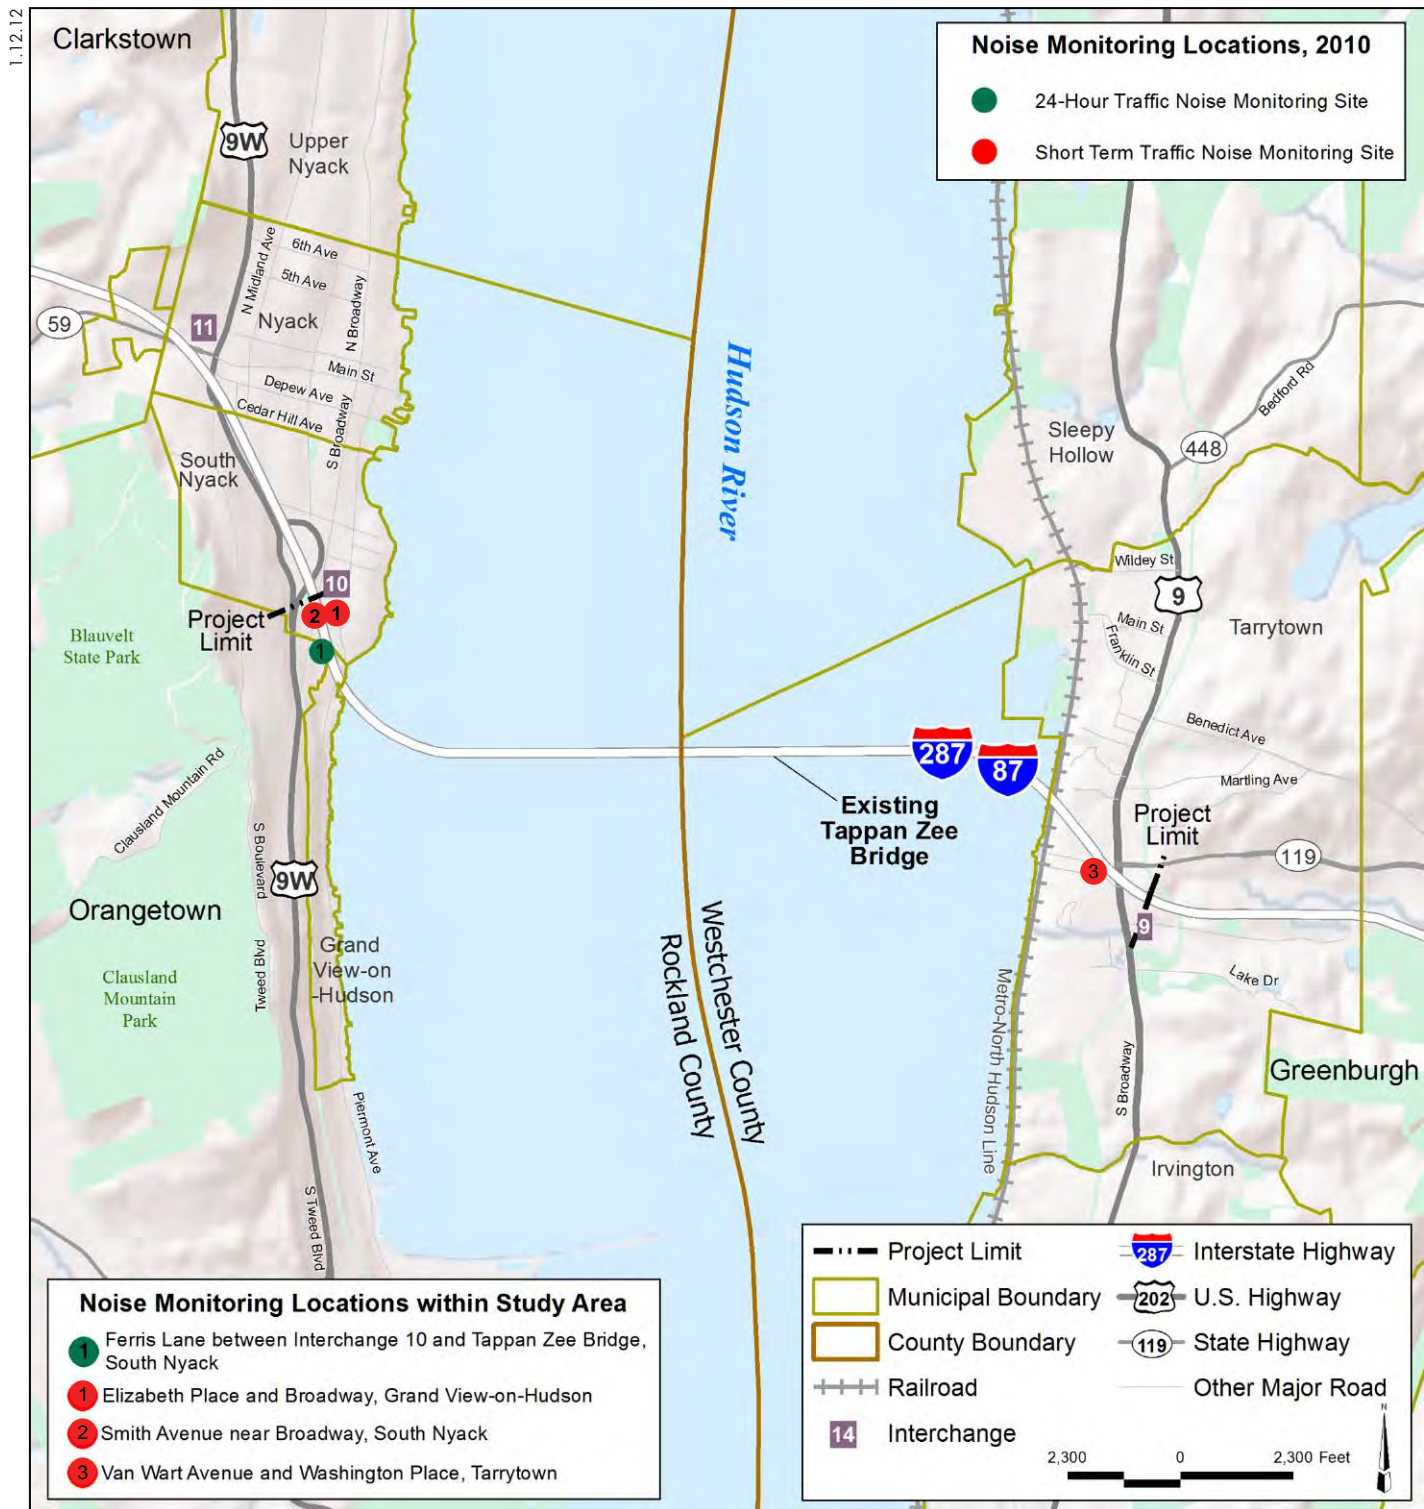 1.12.12
Clarkstown
Noise Monitoring Locations, 2010
24-Hour Traffic Noise Monitoring Site
Short Term Traffic Noise Monitoring Site
9W
Upper
Nyack
N Midland Ave
6th Ave
5th Ave
N Broadway
59
11
Nyack
Main St
Depew Ave
Cedar Hill Ave
S Broadway
South
Nyack
Hudson River
Bedford Rd
Sleepy
Hollow
448
Wildey St
9
10
2
1
Project
Limit
1
Blauvelt
State Park
Main St
Franklin St
Tarrytown
Benedict Ave
287
87
Martling Ave
Clausland Mountain Rd
Existing
Tappan Zee
Bridge
Project
Limit
119
3
S Boulevard
9W
Orangetown
Grand
View-on
-Hudson
Tweed Blvd
Clausland
Mountain
Park
Westchester County
Rockland County
9
Lake Dr
Metro-North Hudson Line
S Broadway
Greenburgh
Piermont Ave
Irvington
S Tweed Blvd
Noise Monitoring Locations within Study Area
1 Ferris Lane between Interchange 10 and Tappan Zee Bridge,
South Nyack
1 Elizabeth Place and Broadway, Grand View-on-Hudson
2 Smith Avenue near Broadway, South Nyack
3 Van Wart Avenue and Washington Place, Tarrytown
Project Limit
287 Interstate Highway
Municipal Boundary
202 U.S. Highway
County Boundary
119 State Highway
Railroad
Other Major Road
14 Interchange
N
2,300 0 2,300 Feet